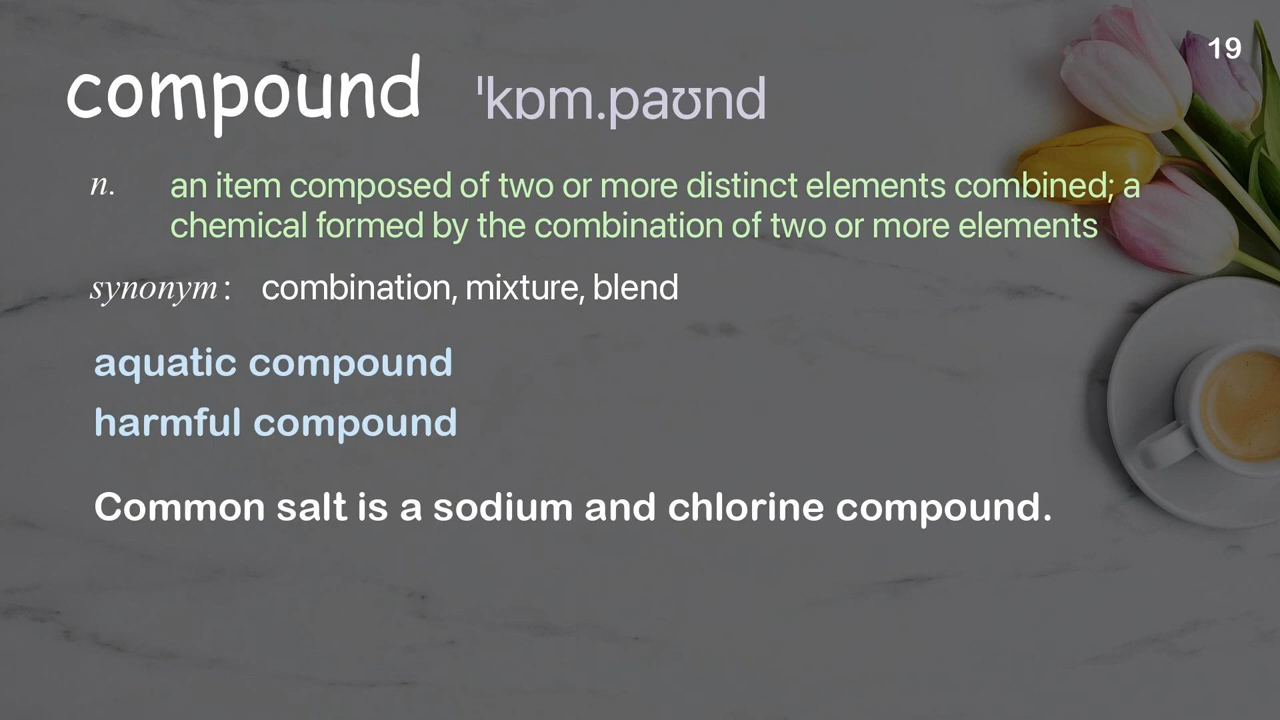 19
compound ˈkɒm.paʊnd
n. an item composed of two or more distinct elements combined; a
chemical formed by the combination of two or more elements
synonym: combination, mixture, blend
aquatic compound
harmful compound
Common salt is a sodium and chlorine compound.